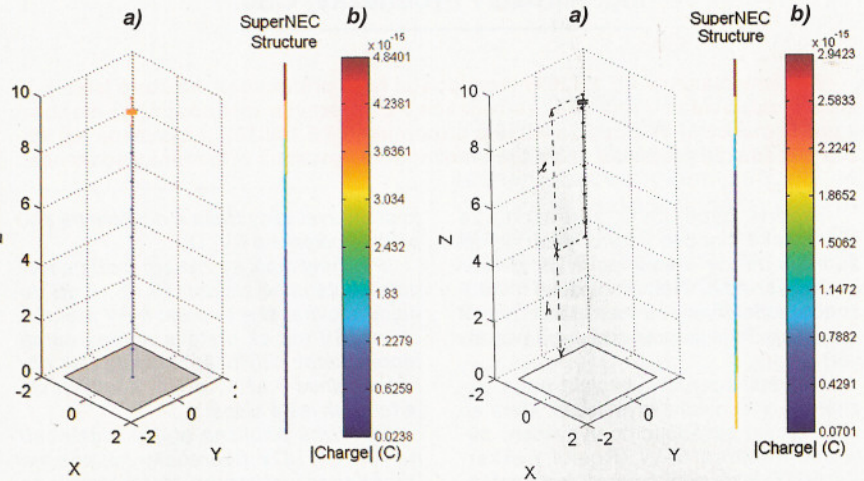 a)
SuperNEC
Structure
b)
x 10^-15
4.8401
4.2381
3.6361
3.034
2.432
1.83
1.2279
0.6259
0.0238
|Charge| (C)
10
8
6
4
2
0
-2
0
2
-2
0
X
Y
a)
SuperNEC
Structure
b)
x 10^-15
2.9423
2.5833
2.2242
1.8652
1.5062
1.1472
0.7882
0.4291
0.0701
|Charge| (C)
10
8
6
4
2
0
Z
ℓ
h
-2
0
2
-2
0
X
Y